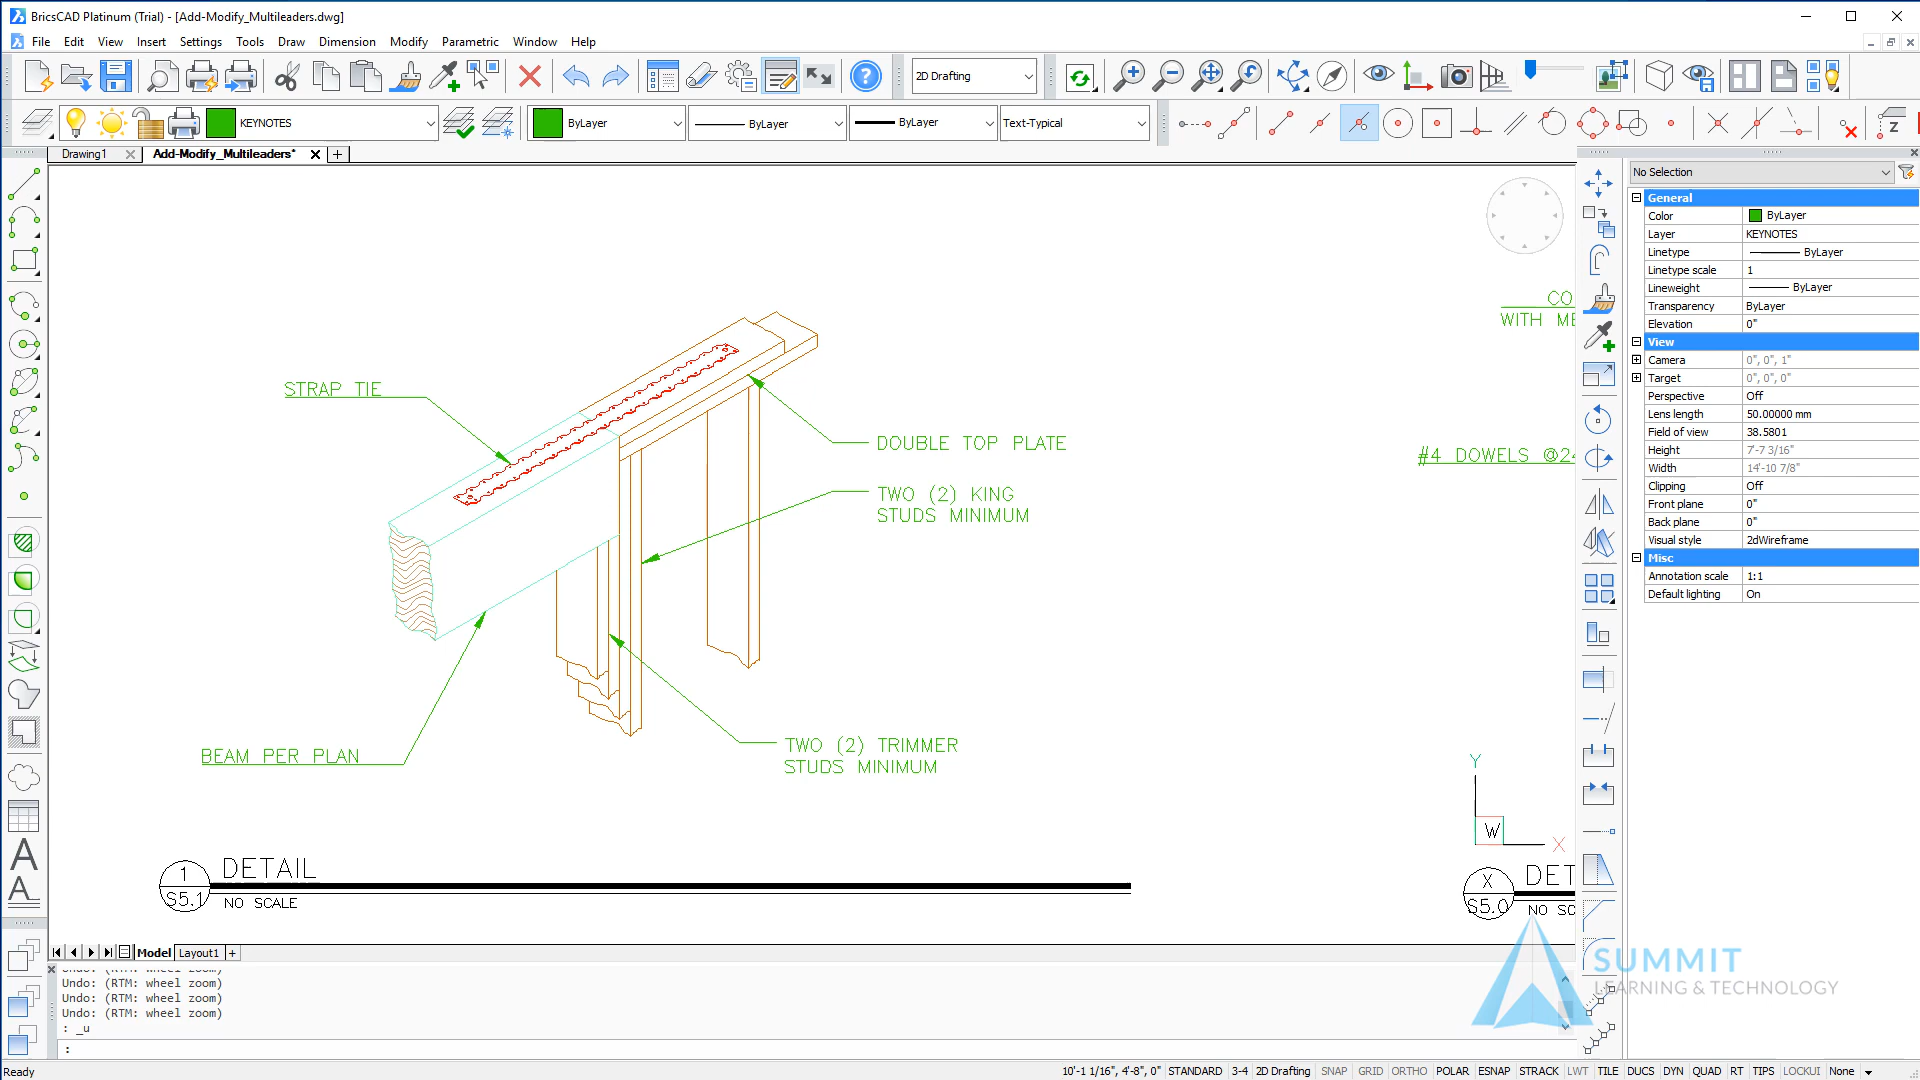 BricsCAD Platinum (Trial) - [Add-Modify_Multileaders.dwg]
File Edit View Insert Settings Tools Draw Dimension Modify Parametric Window Help
2D Drafting
KEYNOTES
ByLayer
ByLayer
ByLayer
Text-Typical
Drawing1
Add-Modify_Multileaders*
No Selection
General
Color ByLayer
Layer KEYNOTES
Linetype ByLayer
Linetype scale 1
Lineweight ByLayer
Transparency ByLayer
Elevation 0"
View
Camera 0", 0", 1"
Target 0", 0", 0"
Perspective Off
Lens length 50.00000 mm
Field of view 38.5801
Height 7'-7 3/16"
Width 14'-10 7/8"
Clipping Off
Front plane 0"
Back plane 0"
Visual style 2dWireframe
Misc
Annotation scale 1:1
Default lighting On
CO
WITH ME
STRAP TIE
DOUBLE TOP PLATE
#4 DOWELS @24
TWO (2) KING
STUDS MINIMUM
TWO (2) TRIMMER
STUDS MINIMUM
BEAM PER PLAN
Y
W
X
1
S5.1
DETAIL
NO SCALE
X
S5.0
DET
NO SC
Model Layout1
Undo: (RTM: wheel zoom)
Undo: (RTM: wheel zoom)
Undo: (RTM: wheel zoom)
Undo: (RTM: wheel zoom)
: _u
:
SUMMIT
LEARNING & TECHNOLOGY
Ready
10'-1 1/16", 4'-8", 0" STANDARD 3-4 2D Drafting SNAP GRID ORTHO POLAR ESNAP STRACK LWT TILE DUCS DYN QUAD RT TIPS LOCKUI None